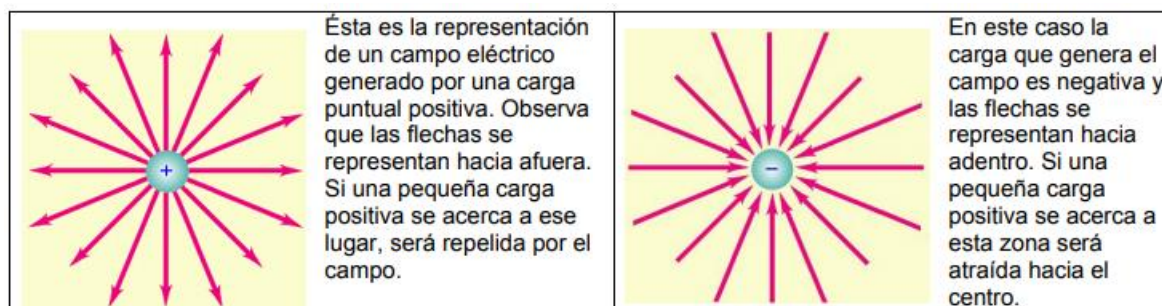 +
Ésta es la representación
de un campo eléctrico
generado por una carga
puntual positiva. Observa
que las flechas se
representan hacia afuera.
Si una pequeña carga
positiva se acerca a ese
lugar, será repelida por el
campo.
−
En este caso la
carga que genera el
campo es negativa y
las flechas se
representan hacia
adentro. Si una
pequeña carga
positiva se acerca a
esta zona será
atraída hacia el
centro.